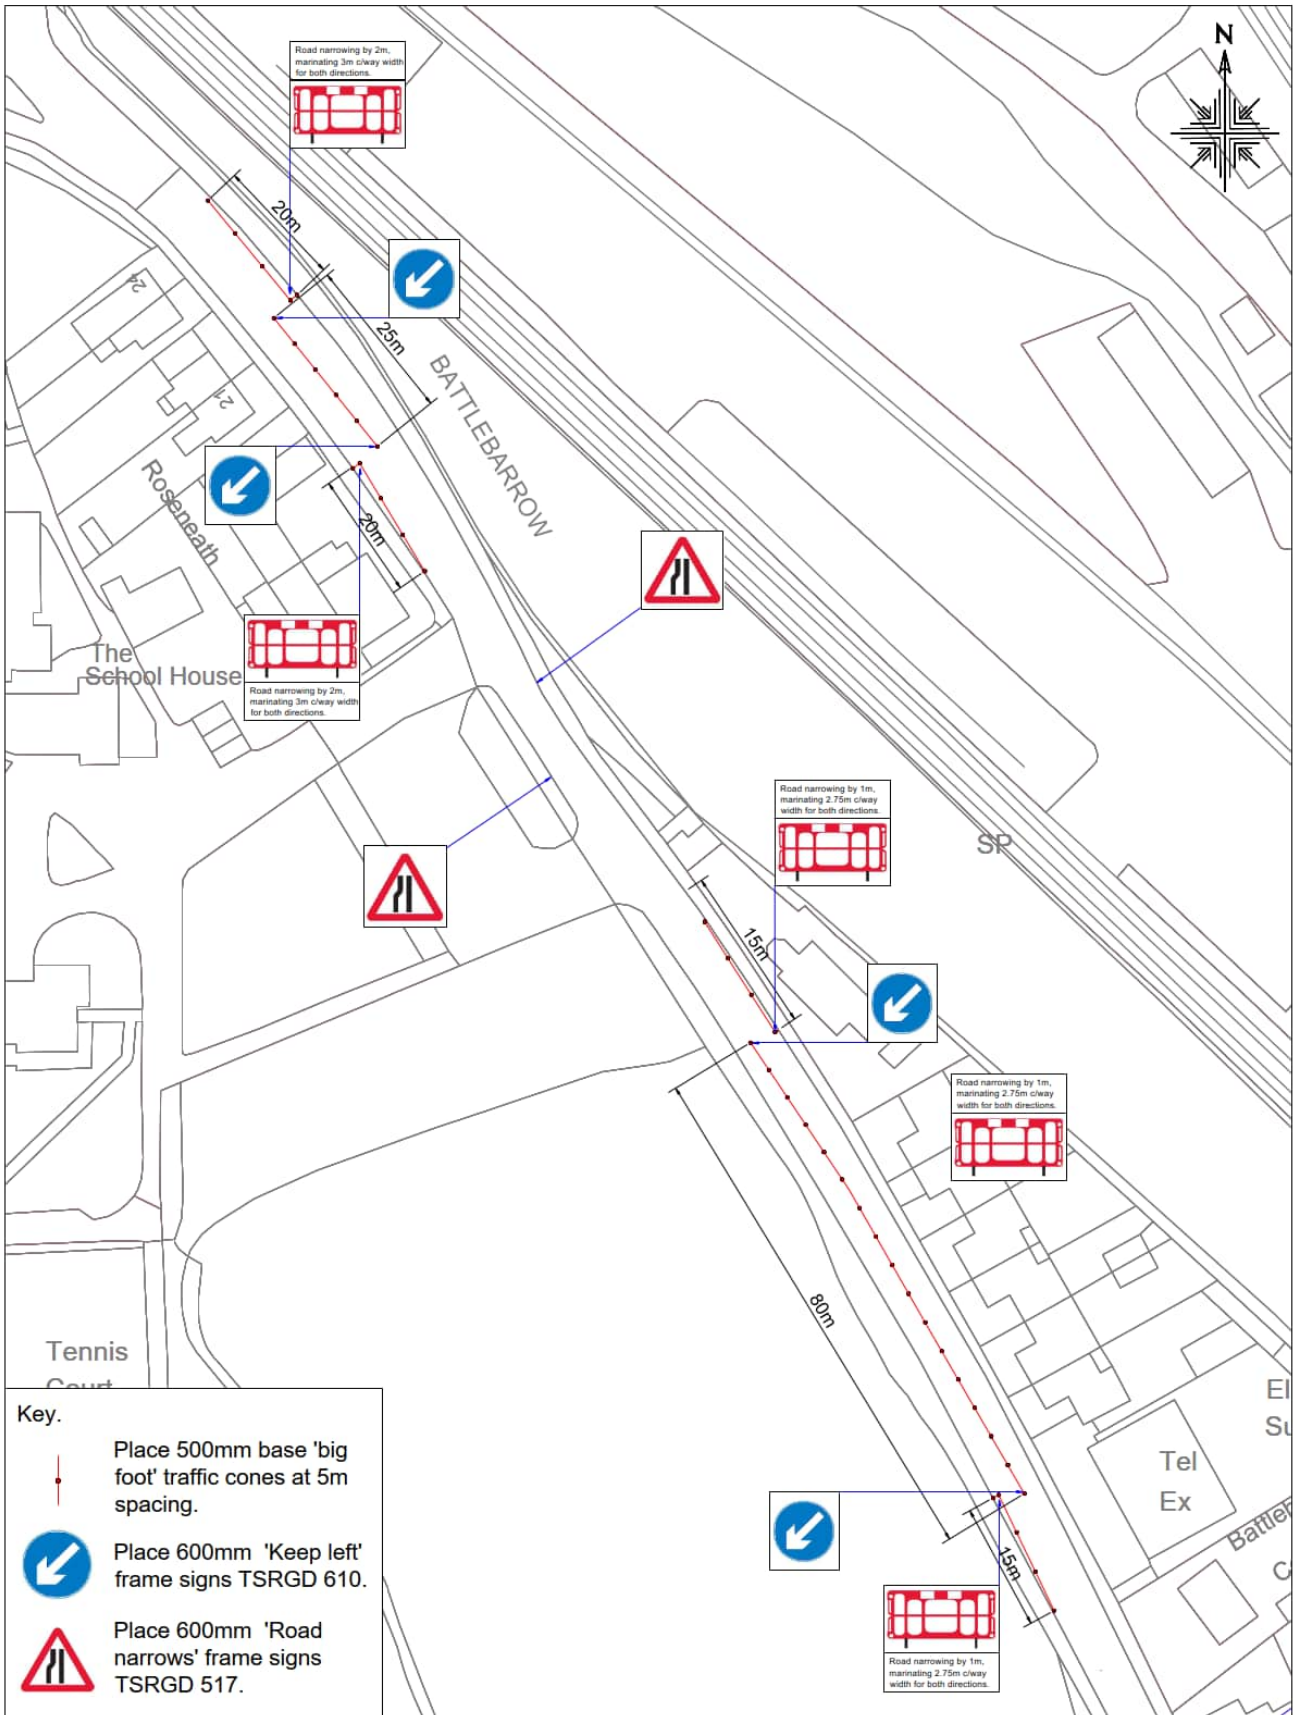 Road narrowing by 2m,
marinating 3m c/way width
for both directions.
N
20m
24
25m
BATTLEBARROW
21
Roseneath
20m
The
School House
Road narrowing by 2m,
marinating 3m c/way width
for both directions.
Road narrowing by 1m,
marinating 2.75m c/way
width for both directions.
SP
15m
Road narrowing by 1m,
marinating 2.75m c/way
width for both directions.
80m
Tennis
Court
El
Su
Tel
Ex
Battleb
C
15m
Road narrowing by 1m,
marinating 2.75m c/way
width for both directions.
Key.
Place 500mm base 'big
foot' traffic cones at 5m
spacing.
Place 600mm 'Keep left'
frame signs TSRGD 610.
Place 600mm 'Road
narrows' frame signs
TSRGD 517.